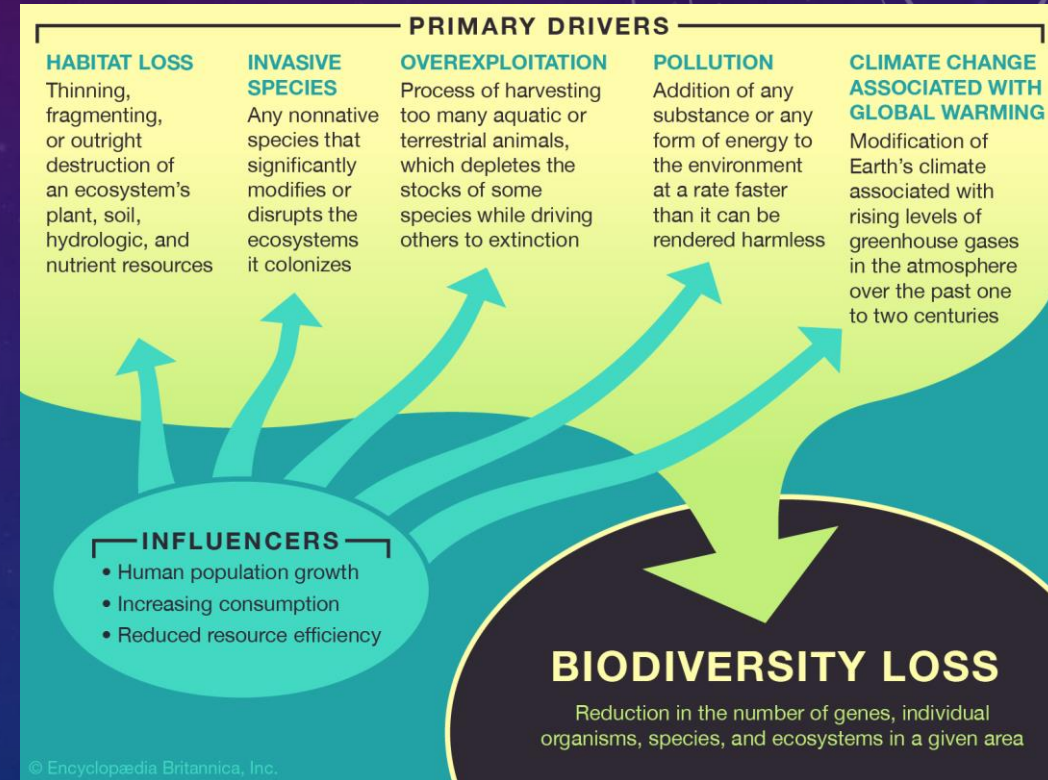 PRIMARY DRIVERS
HABITAT LOSS
Thinning,
fragmenting,
or outright
destruction of
an ecosystem's
plant, soil,
hydrologic, and
nutrient resources
INVASIVE
SPECIES
Any nonnative
species that
significantly
modifies or
disrupts the
ecosystems
it colonizes
OVEREXPLOITATION
Process of harvesting
too many aquatic or
terrestrial animals,
which depletes the
stocks of some
species while driving
others to extinction
POLLUTION
Addition of any
substance or any
form of energy to
the environment
at a rate faster
than it can be
rendered harmless
CLIMATE CHANGE
ASSOCIATED WITH
GLOBAL WARMING
Modification of
Earth's climate
associated with
rising levels of
greenhouse gases
in the atmosphere
over the past one
to two centuries
INFLUENCERS
• Human population growth
• Increasing consumption
• Reduced resource efficiency
BIODIVERSITY LOSS
Reduction in the number of genes, individual
organisms, species, and ecosystems in a given area
© Encyclopædia Britannica, Inc.